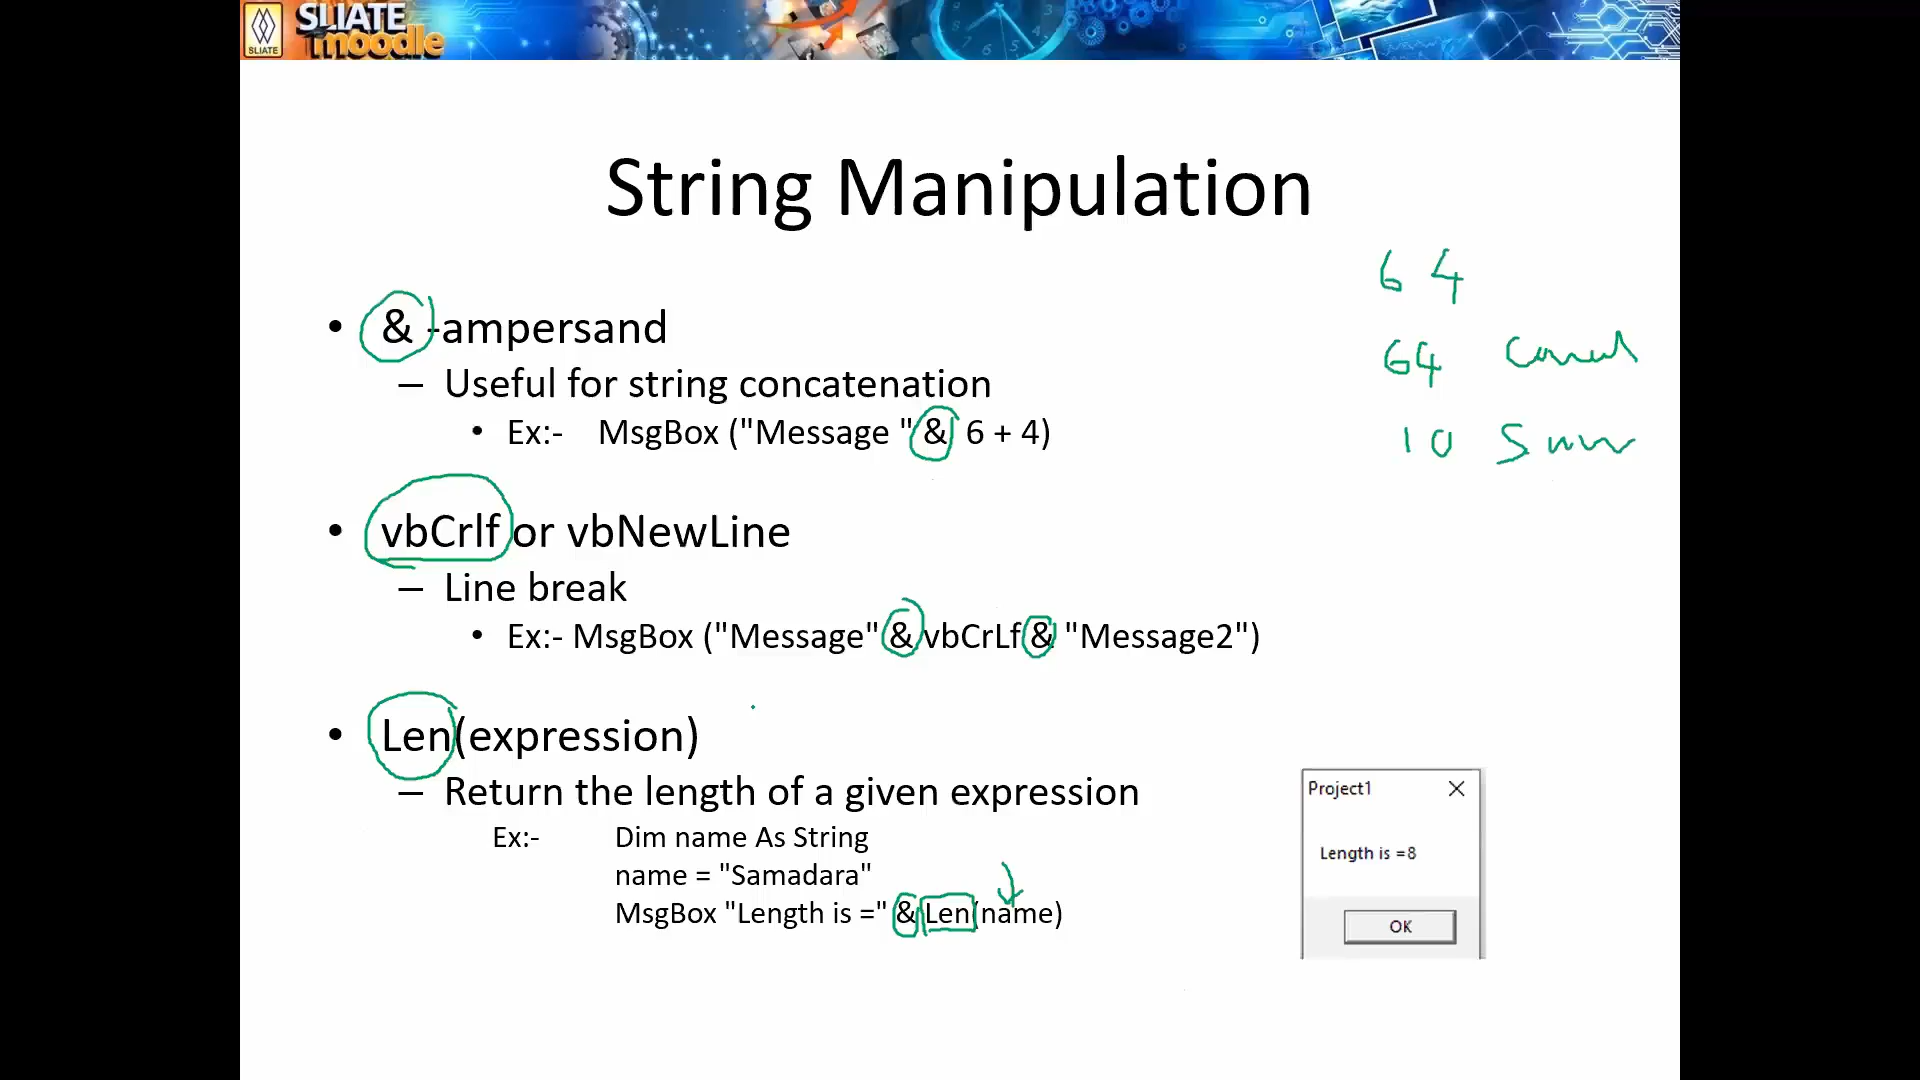 SLIATE
SLIATE
moodle
String Manipulation
6 4
• & -ampersand
64
– Useful for string concatenation
• Ex:- MsgBox ("Message " & 6 + 4)
10 Sum
• vbCrlf or vbNewLine
– Line break
• Ex:- MsgBox ("Message" & vbCrLf & "Message2")
• Len(expression)
– Return the length of a given expression
Ex:- Dim name As String
name = "Samadara"
MsgBox "Length is =" & Len(name)
Project1
Length is =8
OK